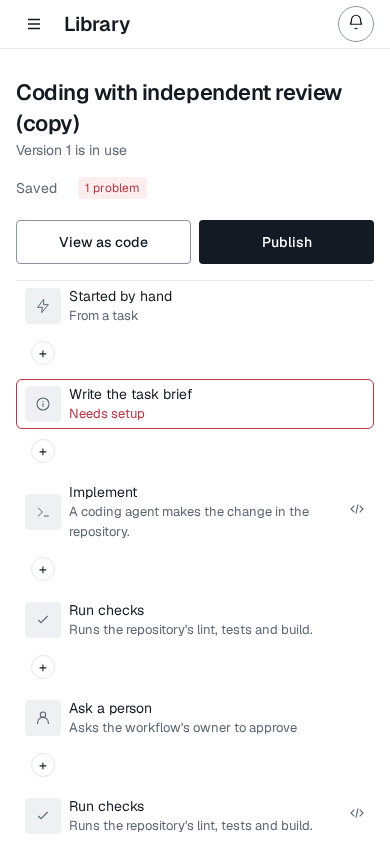 Library
Coding with independent review
(copy)
Version 1 is in use
Saved
1 problem
View as code
Publish
Started by hand
From a task
Write the task brief
Needs setup
Implement
A coding agent makes the change in the
repository.
Run checks
Runs the repository's lint, tests and build.
Ask a person
Asks the workflow's owner to approve
Run checks
Runs the repository's lint, tests and build.